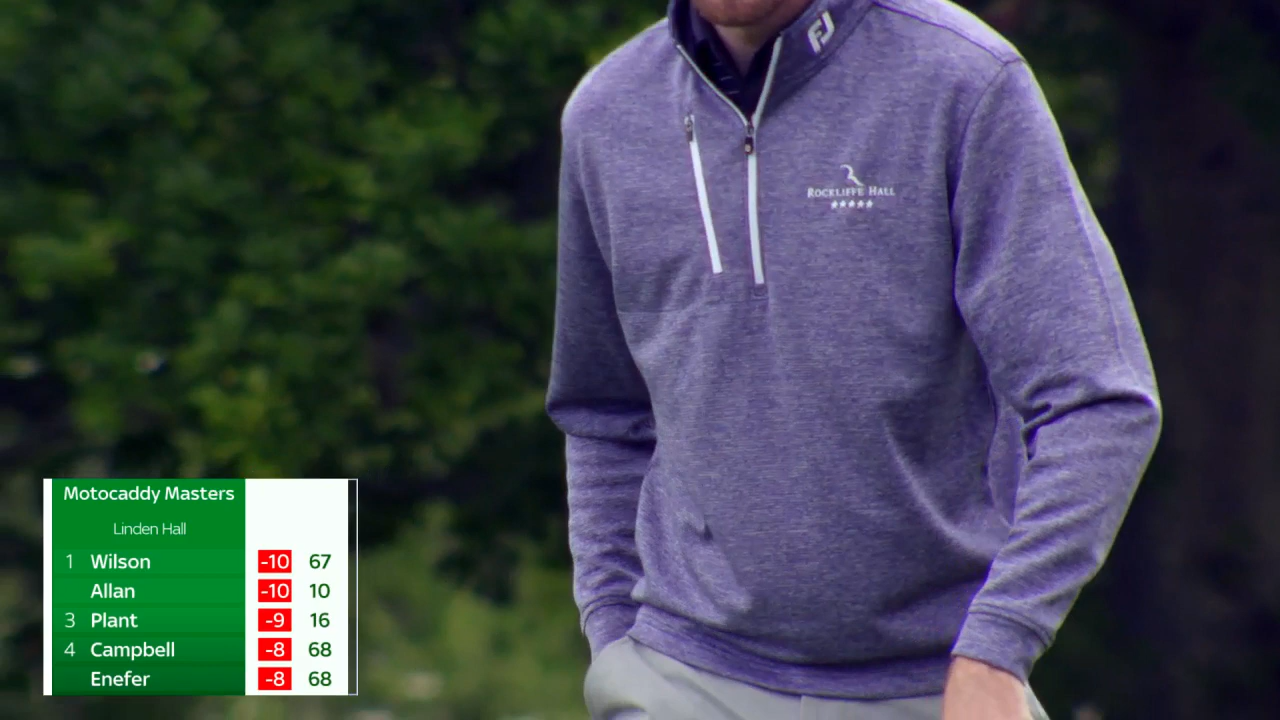 FJ
ROCKLIFFE HALL
Motocaddy Masters
Linden Hall
1 Wilson -10 67
Allan -10 10
3 Plant -9 16
4 Campbell -8 68
Enefer -8 68